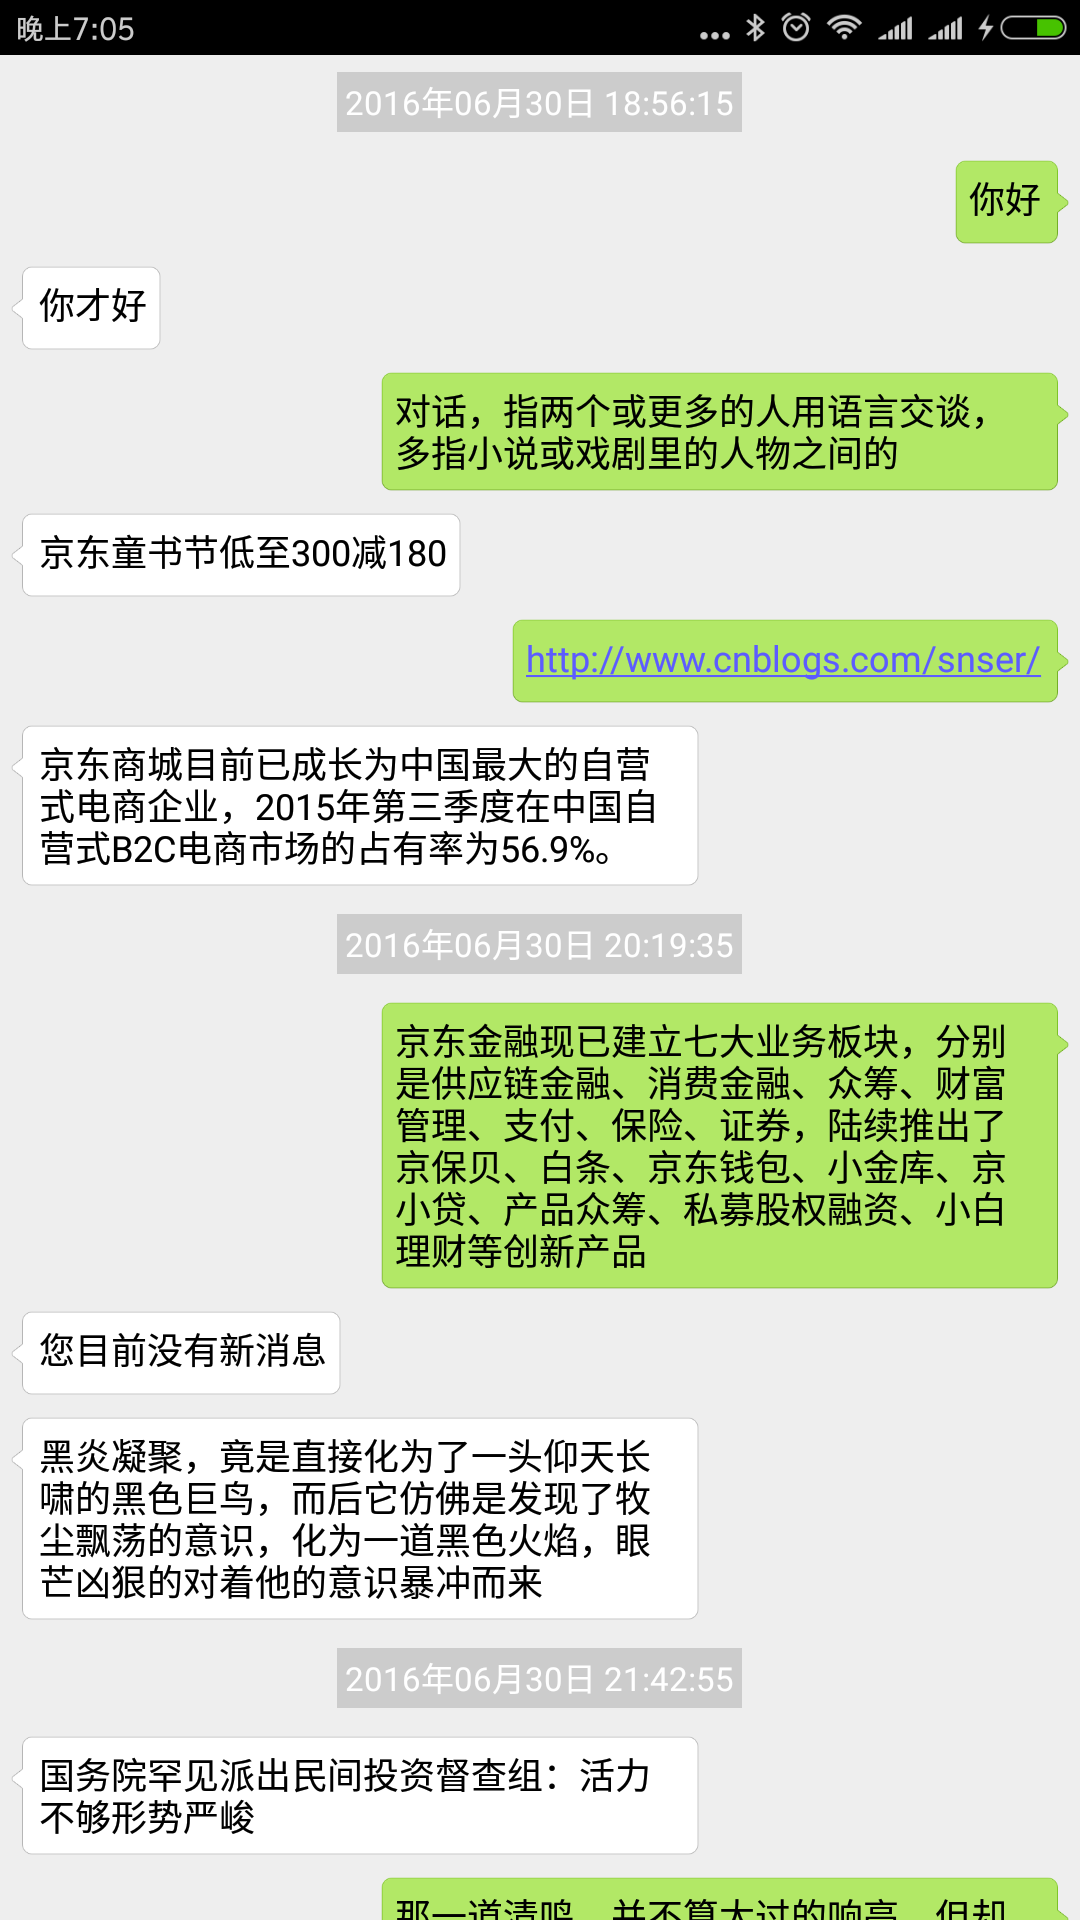 晚上7:05
2016年06月30日 18:56:15
你好
你才好
对话，指两个或更多的人用语言交谈，
多指小说或戏剧里的人物之间的
京东童书节低至300减180
http://www.cnblogs.com/snser/
京东商城目前已成长为中国最大的自营
式电商企业，2015年第三季度在中国自
营式B2C电商市场的占有率为56.9%。
2016年06月30日 20:19:35
京东金融现已建立七大业务板块，分别
是供应链金融、消费金融、众筹、财富
管理、支付、保险、证券，陆续推出了
京保贝、白条、京东钱包、小金库、京
小贷、产品众筹、私募股权融资、小白
理财等创新产品
您目前没有新消息
黑炎凝聚，竟是直接化为了一头仰天长
啸的黑色巨鸟，而后它仿佛是发现了牧
尘飘荡的意识，化为一道黑色火焰，眼
芒凶狠的对着他的意识暴冲而来
2016年06月30日 21:42:55
国务院罕见派出民间投资督查组：活力
不够形势严峻
那一道清鸣，并不算太过的响亮，但却